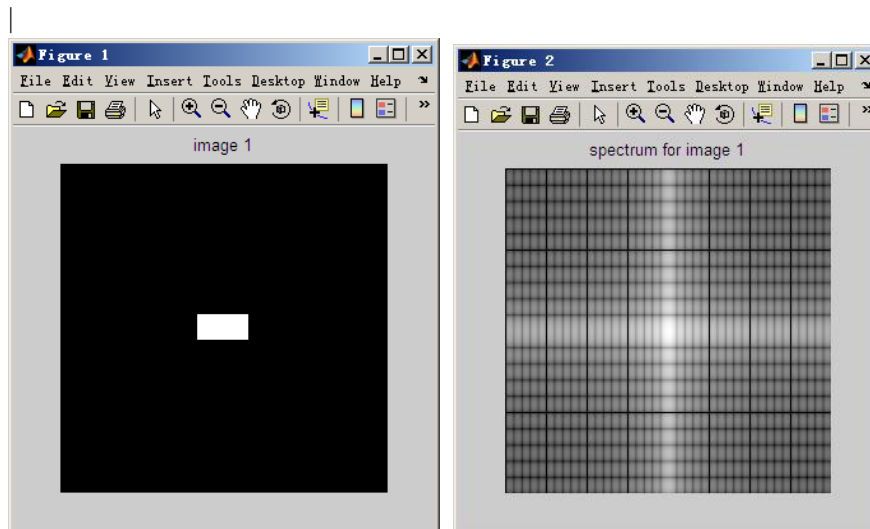 Figure 1
File Edit View Insert Tools Desktop Window Help
image 1
Figure 2
File Edit View Insert Tools Desktop Window Help
spectrum for image 1